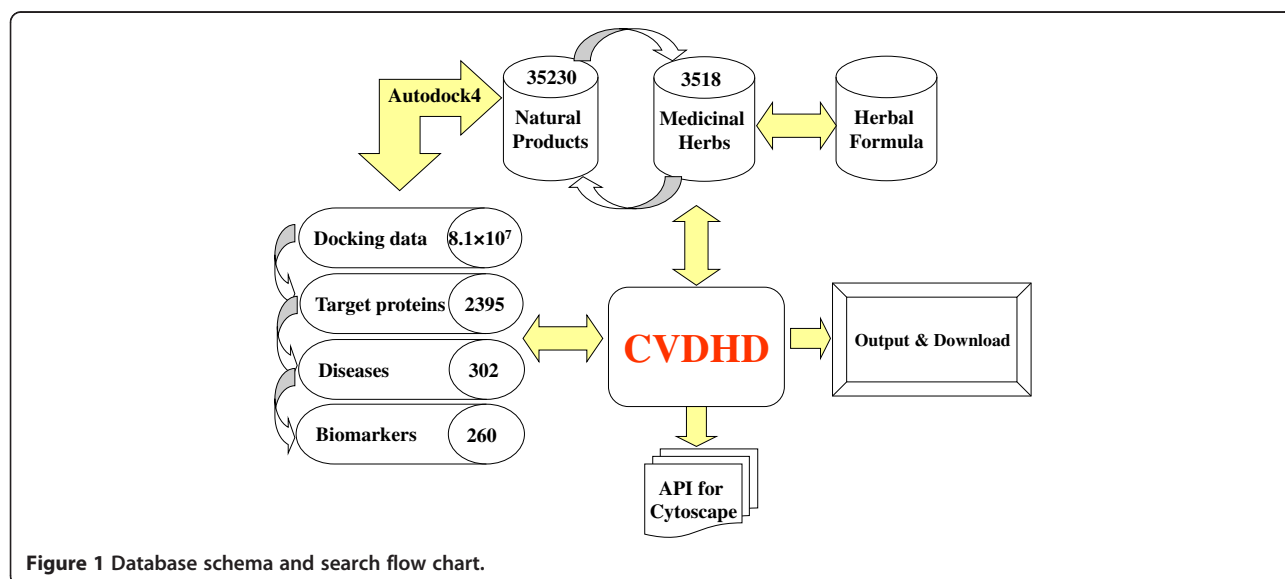 Autodock4
35230
Natural
Products
3518
Medicinal
Herbs
Herbal
Formula
Docking data 8.1×10⁷
Target proteins 2395
Diseases 302
Biomarkers 260
CVDHD
Output & Download
API for
Cytoscape
Figure 1 Database schema and search flow chart.